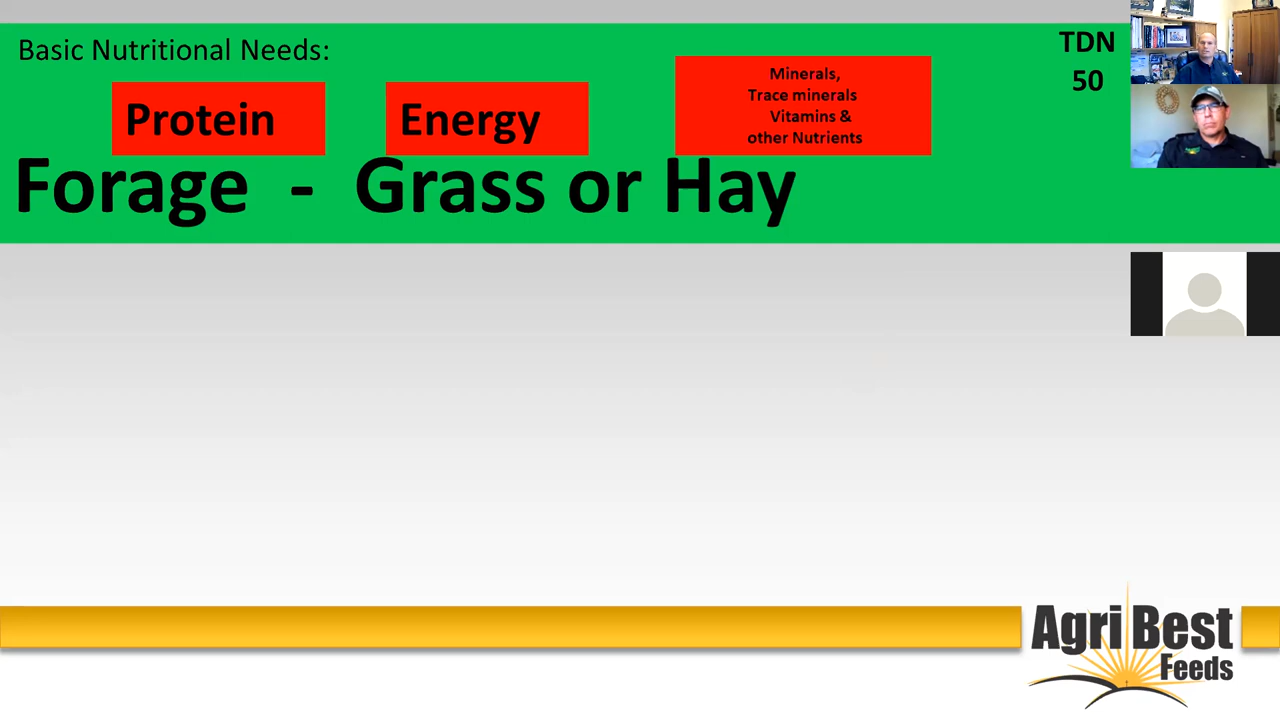 Basic Nutritional Needs:
TDN
50
Protein
Energy
Minerals,
Trace minerals
Vitamins &
other Nutrients
Forage - Grass or Hay
Agri Best
Feeds